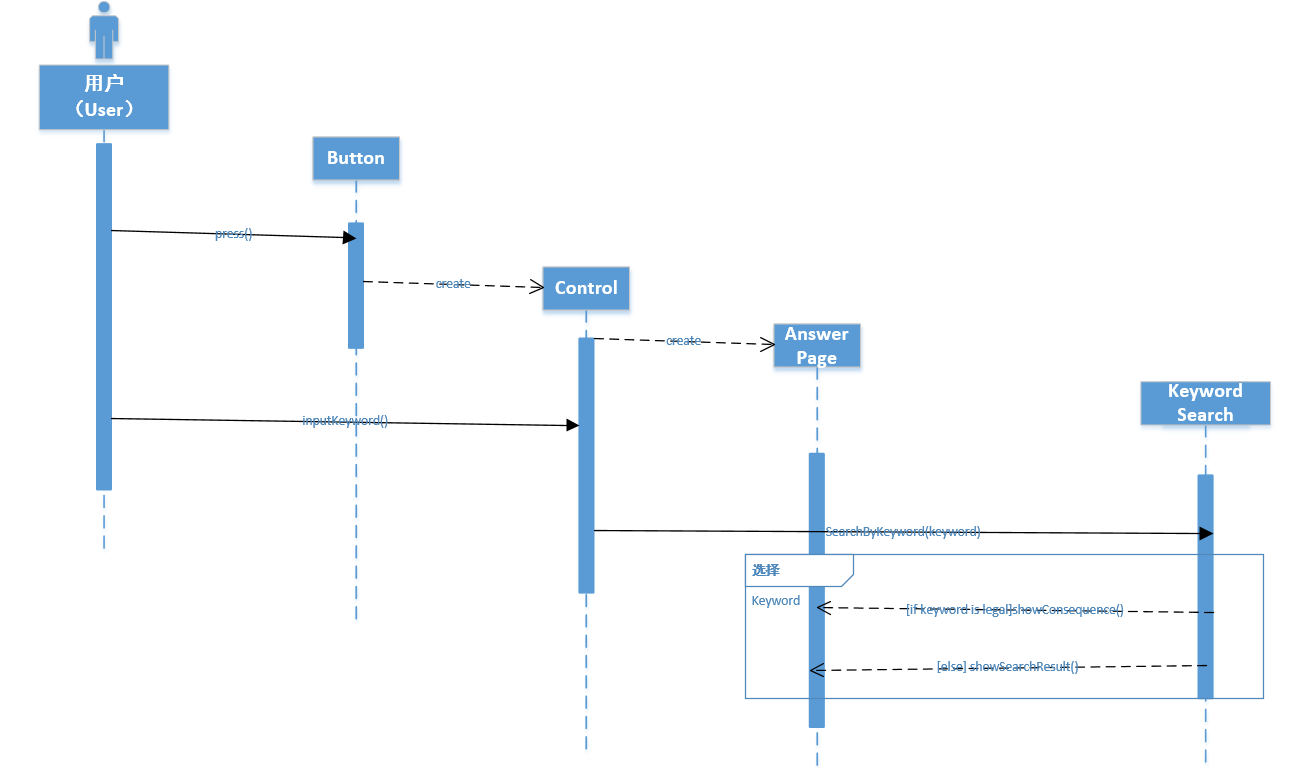 用户
（User）
Button
press()
create
Control
create
Answer
Page
Keyword
Search
inputKeyword()
SearchByKeyword(keyword)
选择
Keyword
[if keyword is legal]showConsequence()
[else] showSearchResult()